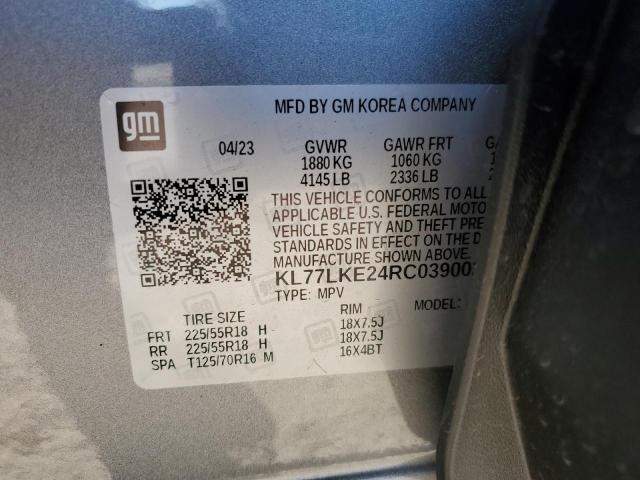 gm
MFD BY GM KOREA COMPANY
04/23 GVWR GAWR FRT
1880 KG 1060 KG
4145 LB 2336 LB
THIS VEHICLE CONFORMS TO ALL
APPLICABLE U.S. FEDERAL MOTO
VEHICLE SAFETY AND THEFT PRE
STANDARDS IN EFFECT ON THE D
MANUFACTURE SHOWN ABOVE.
KL77LKE24RC03900
TYPE: MPV MODEL:
TIRE SIZE RIM
FRT 225/55R18 H 18X7.5J
RR 225/55R18 H 18X7.5J
SPA T125/70R16 M 16X4BT